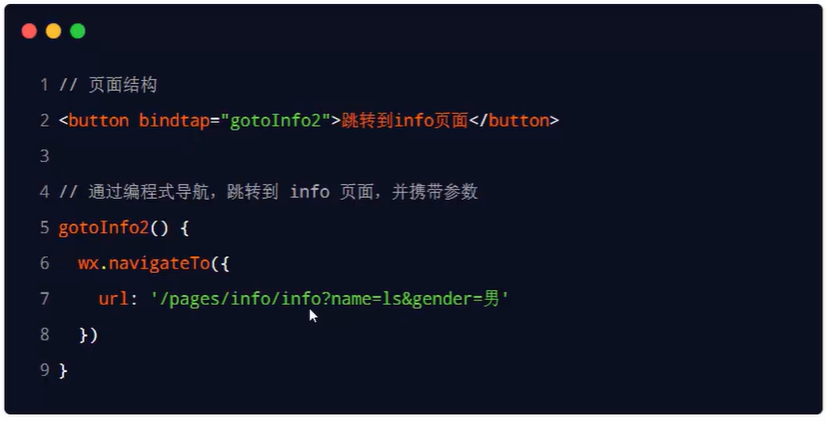 1 // 页面结构
2 <button bindtap="gotoInfo2">跳转到info页面</button>
3
4 // 通过编程式导航，跳转到 info 页面，并携带参数
5 gotoInfo2() {
6   wx.navigateTo({
7     url: '/pages/info/info?name=ls&gender=男'
8   })
9 }